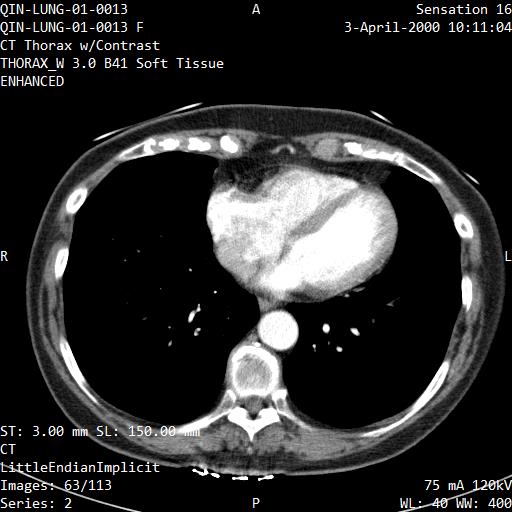 QIN-LUNG-01-0013 A Sensation 16
QIN-LUNG-01-0013 F 3-April-2000 10:11:04
CT Thorax w/Contrast
THORAX_W 3.0 B41 Soft Tissue
ENHANCED
R L
ST: 3.00 mm SL: 150.00 mm
CT
LittleEndianImplicit
Images: 63/113 75 mA 120kV
Series: 2 P WL: 40 WW: 400